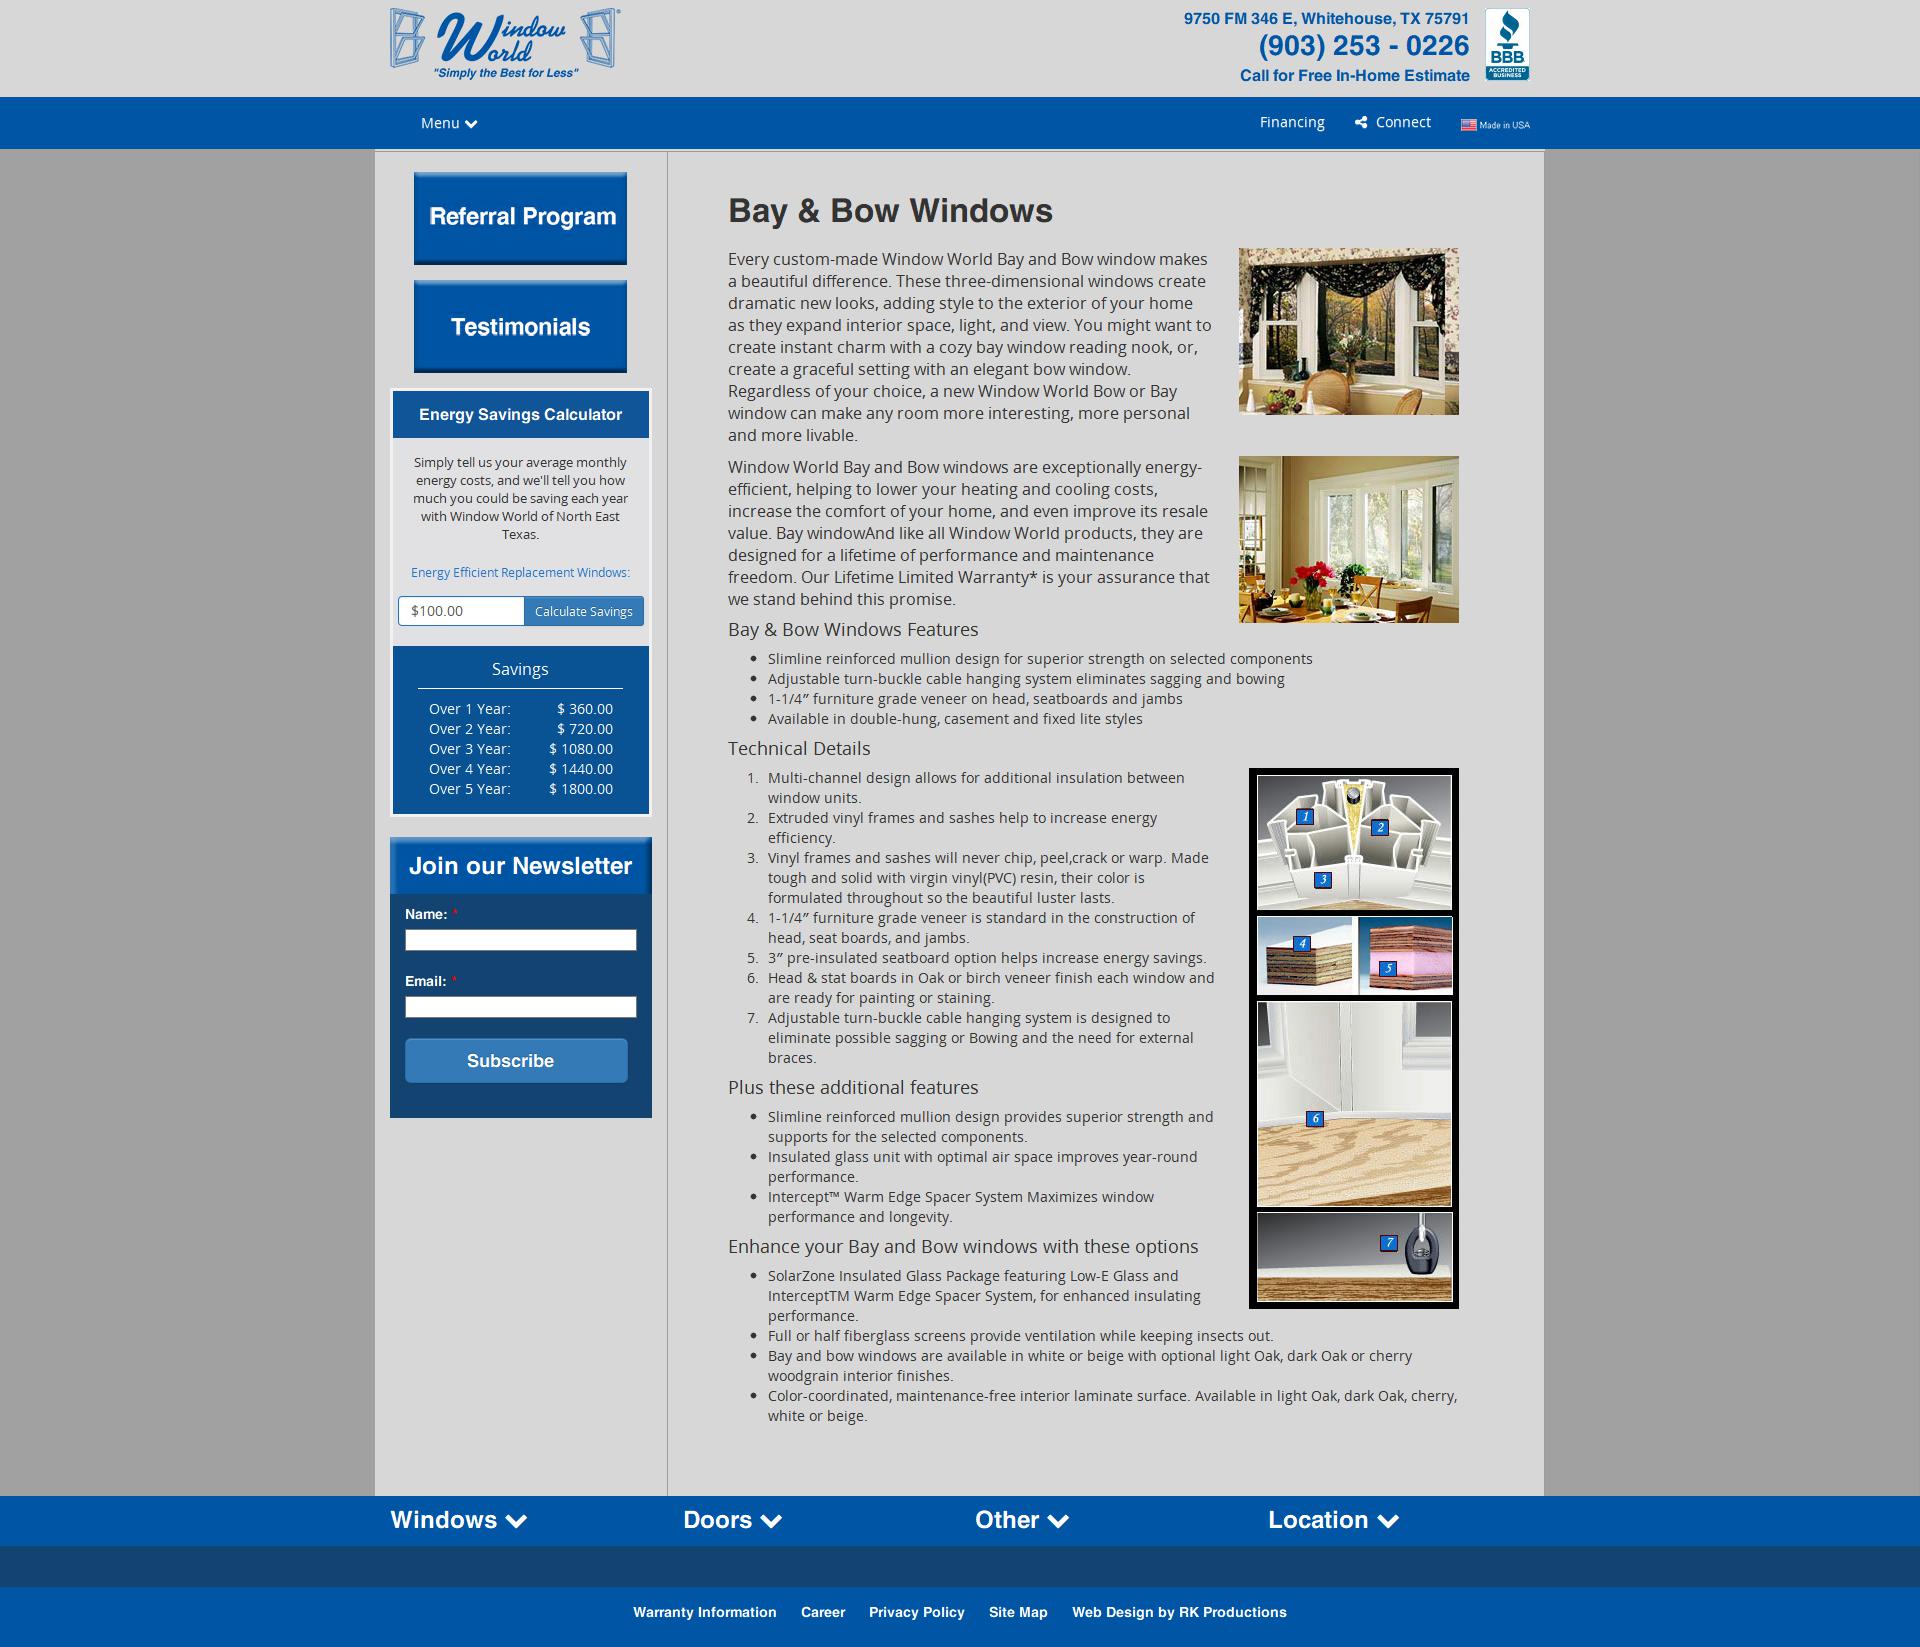 Window World®
"Simply the Best for Less"
9750 FM 346 E, Whitehouse, TX 75791
(903) 253 - 0226
Call for Free In-Home Estimate
BBB
ACCREDITED BUSINESS
Menu
Financing
Connect
Made in USA
Referral Program
Testimonials
Energy Savings Calculator
Simply tell us your average monthly
energy costs, and we'll tell you how
much you could be saving each year
with Window World of North East
Texas.
Energy Efficient Replacement Windows:
$100.00 Calculate Savings
Savings
Over 1 Year: $ 360.00
Over 2 Year: $ 720.00
Over 3 Year: $ 1080.00
Over 4 Year: $ 1440.00
Over 5 Year: $ 1800.00
Join our Newsletter
Name: *
Email: *
Subscribe
Bay & Bow Windows
Every custom-made Window World Bay and Bow window makes
a beautiful difference. These three-dimensional windows create
dramatic new looks, adding style to the exterior of your home
as they expand interior space, light, and view. You might want to
create instant charm with a cozy bay window reading nook, or,
create a graceful setting with an elegant bow window.
Regardless of your choice, a new Window World Bow or Bay
window can make any room more interesting, more personal
and more livable.
Window World Bay and Bow windows are exceptionally energy-
efficient, helping to lower your heating and cooling costs,
increase the comfort of your home, and even improve its resale
value. Bay windowAnd like all Window World products, they are
designed for a lifetime of performance and maintenance
freedom. Our Lifetime Limited Warranty* is your assurance that
we stand behind this promise.
Bay & Bow Windows Features
• Slimline reinforced mullion design for superior strength on selected components
• Adjustable turn-buckle cable hanging system eliminates sagging and bowing
• 1-1/4″ furniture grade veneer on head, seatboards and jambs
• Available in double-hung, casement and fixed lite styles
Technical Details
1. Multi-channel design allows for additional insulation between
window units.
2. Extruded vinyl frames and sashes help to increase energy
efficiency.
3. Vinyl frames and sashes will never chip, peel,crack or warp. Made
tough and solid with virgin vinyl(PVC) resin, their color is
formulated throughout so the beautiful luster lasts.
4. 1-1/4″ furniture grade veneer is standard in the construction of
head, seat boards, and jambs.
5. 3″ pre-insulated seatboard option helps increase energy savings.
6. Head & stat boards in Oak or birch veneer finish each window and
are ready for painting or staining.
7. Adjustable turn-buckle cable hanging system is designed to
eliminate possible sagging or Bowing and the need for external
braces.
1
2
3
4
5
6
7
Plus these additional features
• Slimline reinforced mullion design provides superior strength and
supports for the selected components.
• Insulated glass unit with optimal air space improves year-round
performance.
• Intercept™ Warm Edge Spacer System Maximizes window
performance and longevity.
Enhance your Bay and Bow windows with these options
• SolarZone Insulated Glass Package featuring Low-E Glass and
InterceptTM Warm Edge Spacer System, for enhanced insulating
performance.
• Full or half fiberglass screens provide ventilation while keeping insects out.
• Bay and bow windows are available in white or beige with optional light Oak, dark Oak or cherry
woodgrain interior finishes.
• Color-coordinated, maintenance-free interior laminate surface. Available in light Oak, dark Oak, cherry,
white or beige.
Windows
Doors
Other
Location
Warranty Information
Career
Privacy Policy
Site Map
Web Design by RK Productions